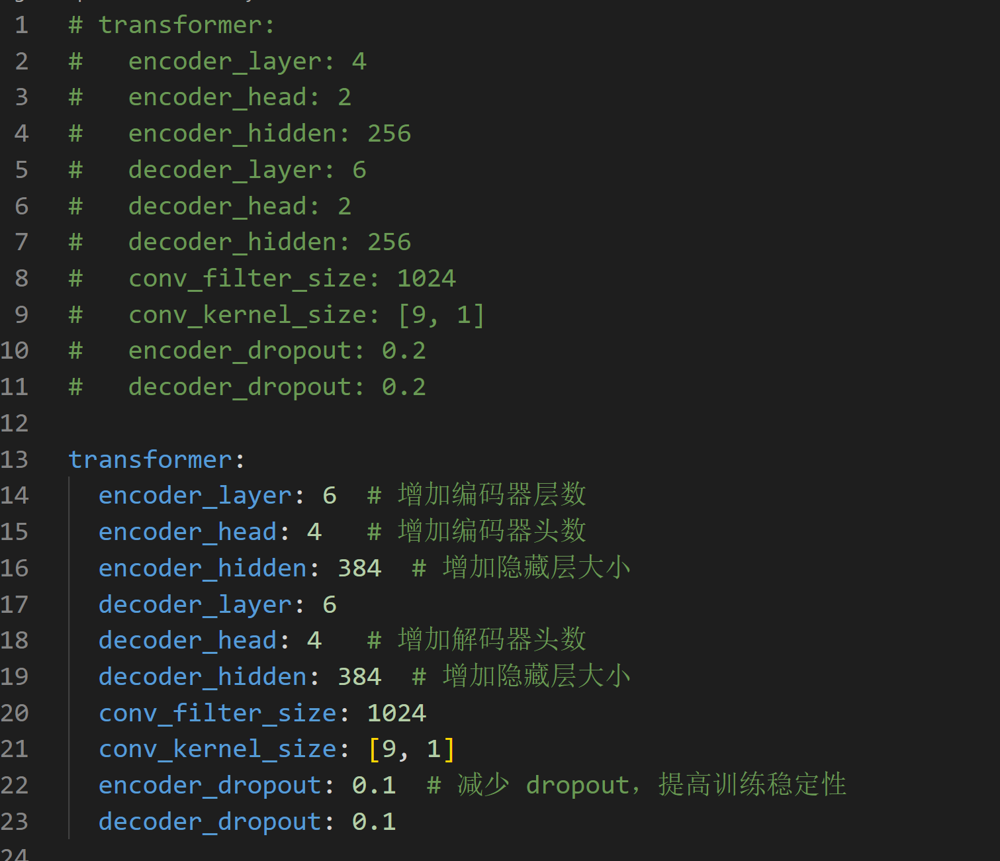 1 # transformer:
2 #   encoder_layer: 4
3 #   encoder_head: 2
4 #   encoder_hidden: 256
5 #   decoder_layer: 6
6 #   decoder_head: 2
7 #   decoder_hidden: 256
8 #   conv_filter_size: 1024
9 #   conv_kernel_size: [9, 1]
10 #   encoder_dropout: 0.2
11 #   decoder_dropout: 0.2
12
13 transformer:
14   encoder_layer: 6  # 增加编码器层数
15   encoder_head: 4   # 增加编码器头数
16   encoder_hidden: 384  # 增加隐藏层大小
17   decoder_layer: 6
18   decoder_head: 4   # 增加解码器头数
19   decoder_hidden: 384  # 增加隐藏层大小
20   conv_filter_size: 1024
21   conv_kernel_size: [9, 1]
22   encoder_dropout: 0.1  # 减少 dropout，提高训练稳定性
23   decoder_dropout: 0.1
24